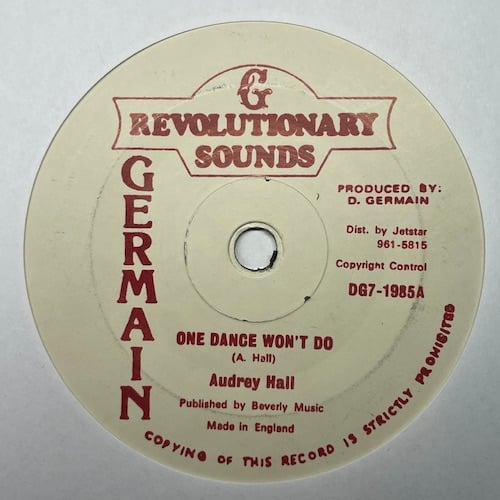 G
REVOLUTIONARY
SOUNDS
GERMAIN
PRODUCED BY:
D. GERMAIN
Dist. by Jetstar
961-5815
Copyright Control
DG7-1985A
ONE DANCE WON'T DO
(A. Hall)
Audrey Hall
Published by Beverly Music
Made in England
COPYING OF THIS RECORD IS STRICTLY PROHIBITED